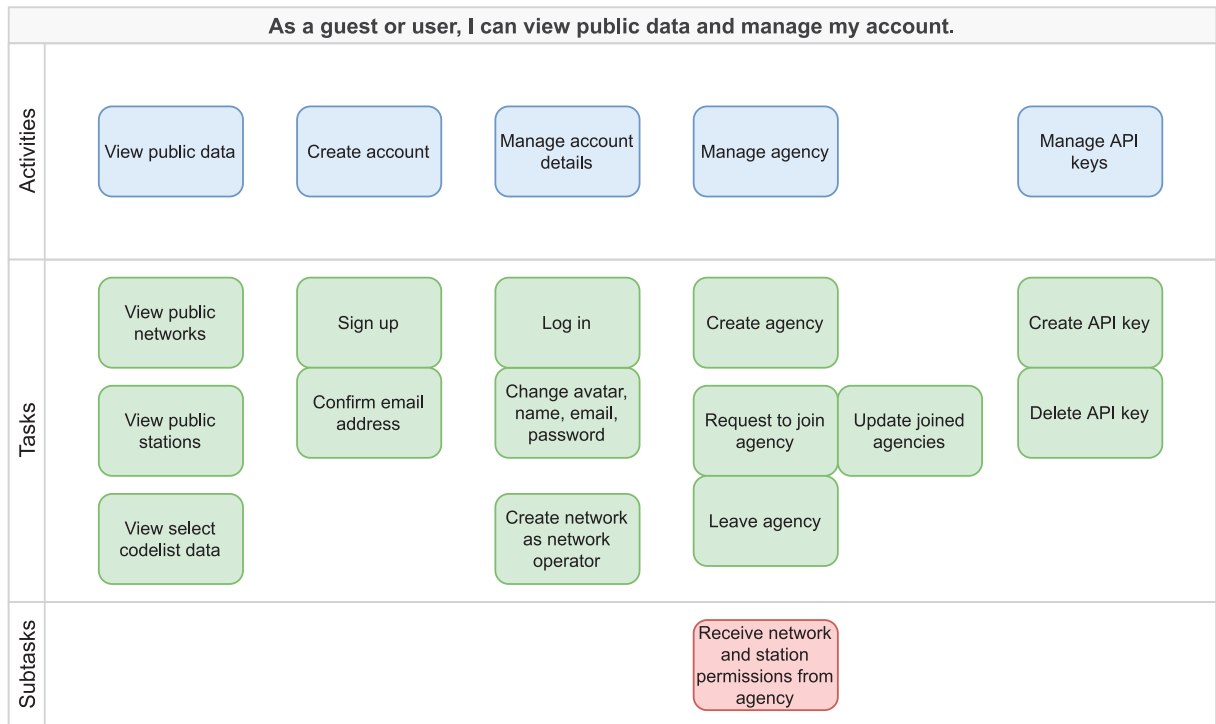 As a guest or user, I can view public data and manage my account.
Activities
View public data
Create account
Manage account
details
Manage agency
Manage API
keys
Tasks
View public
networks
Sign up
Log in
Create agency
Create API key
Confirm email
address
Change avatar,
name, email,
password
View public
stations
Request to join
agency
Update joined
agencies
Delete API key
View select
codelist data
Create network
as network
operator
Leave agency
Subtasks
Receive network
and station
permissions from
agency